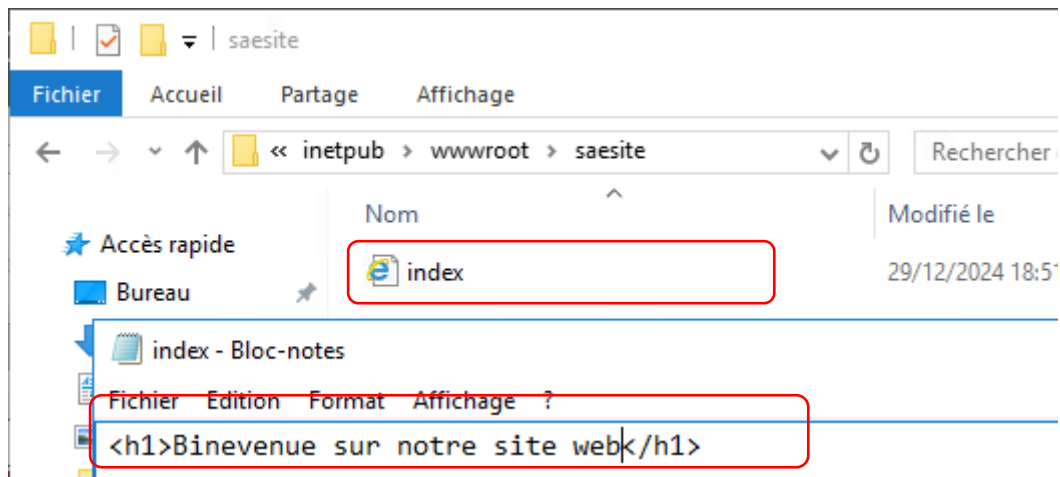 saesite
Fichier Accueil Partage Affichage
« inetpub > wwwroot > saesite Rechercher
Nom Modifié le
Accès rapide
index 29/12/2024 18:51
Bureau
index - Bloc-notes
Fichier Edition Format Affichage ?
<h1>Binevenue sur notre site web</h1>